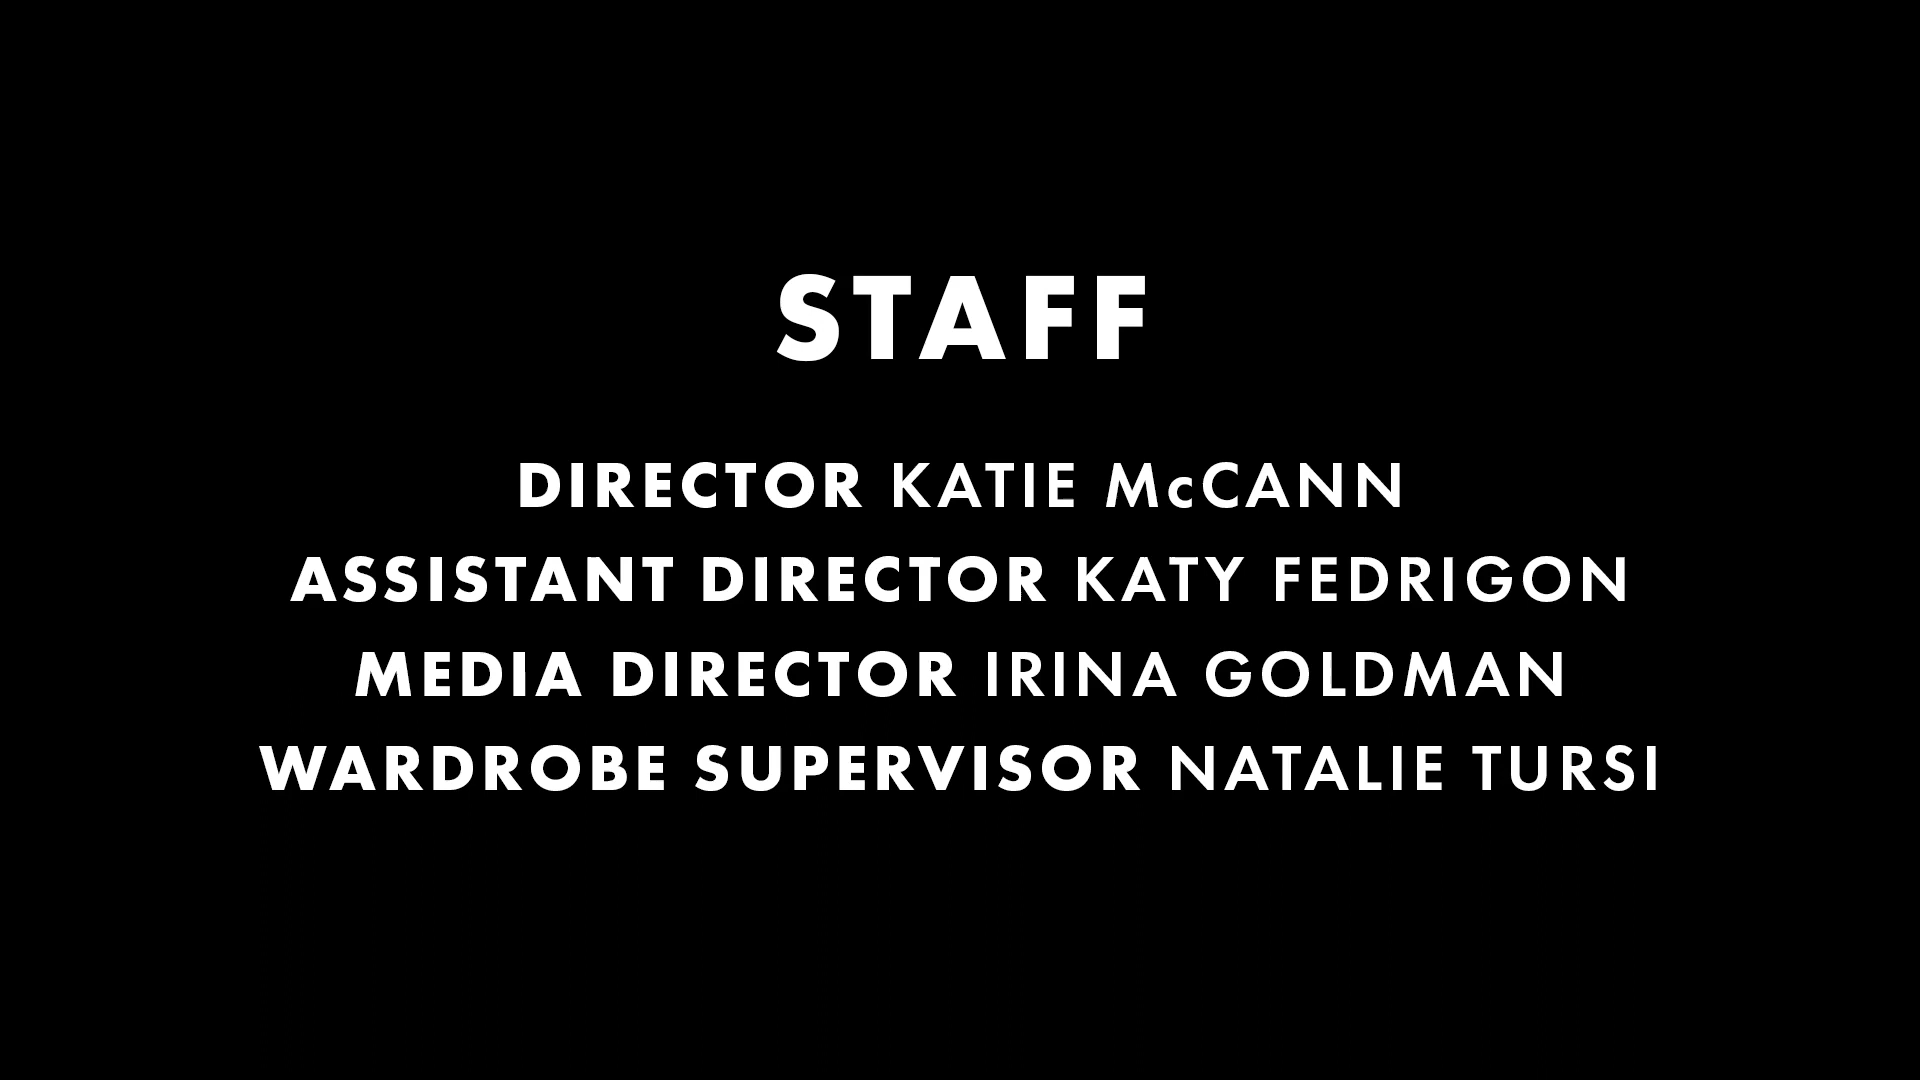 STAFF
DIRECTOR KATIE McCANN
ASSISTANT DIRECTOR KATY FEDRIGON
MEDIA DIRECTOR IRINA GOLDMAN
WARDROBE SUPERVISOR NATALIE TURSI